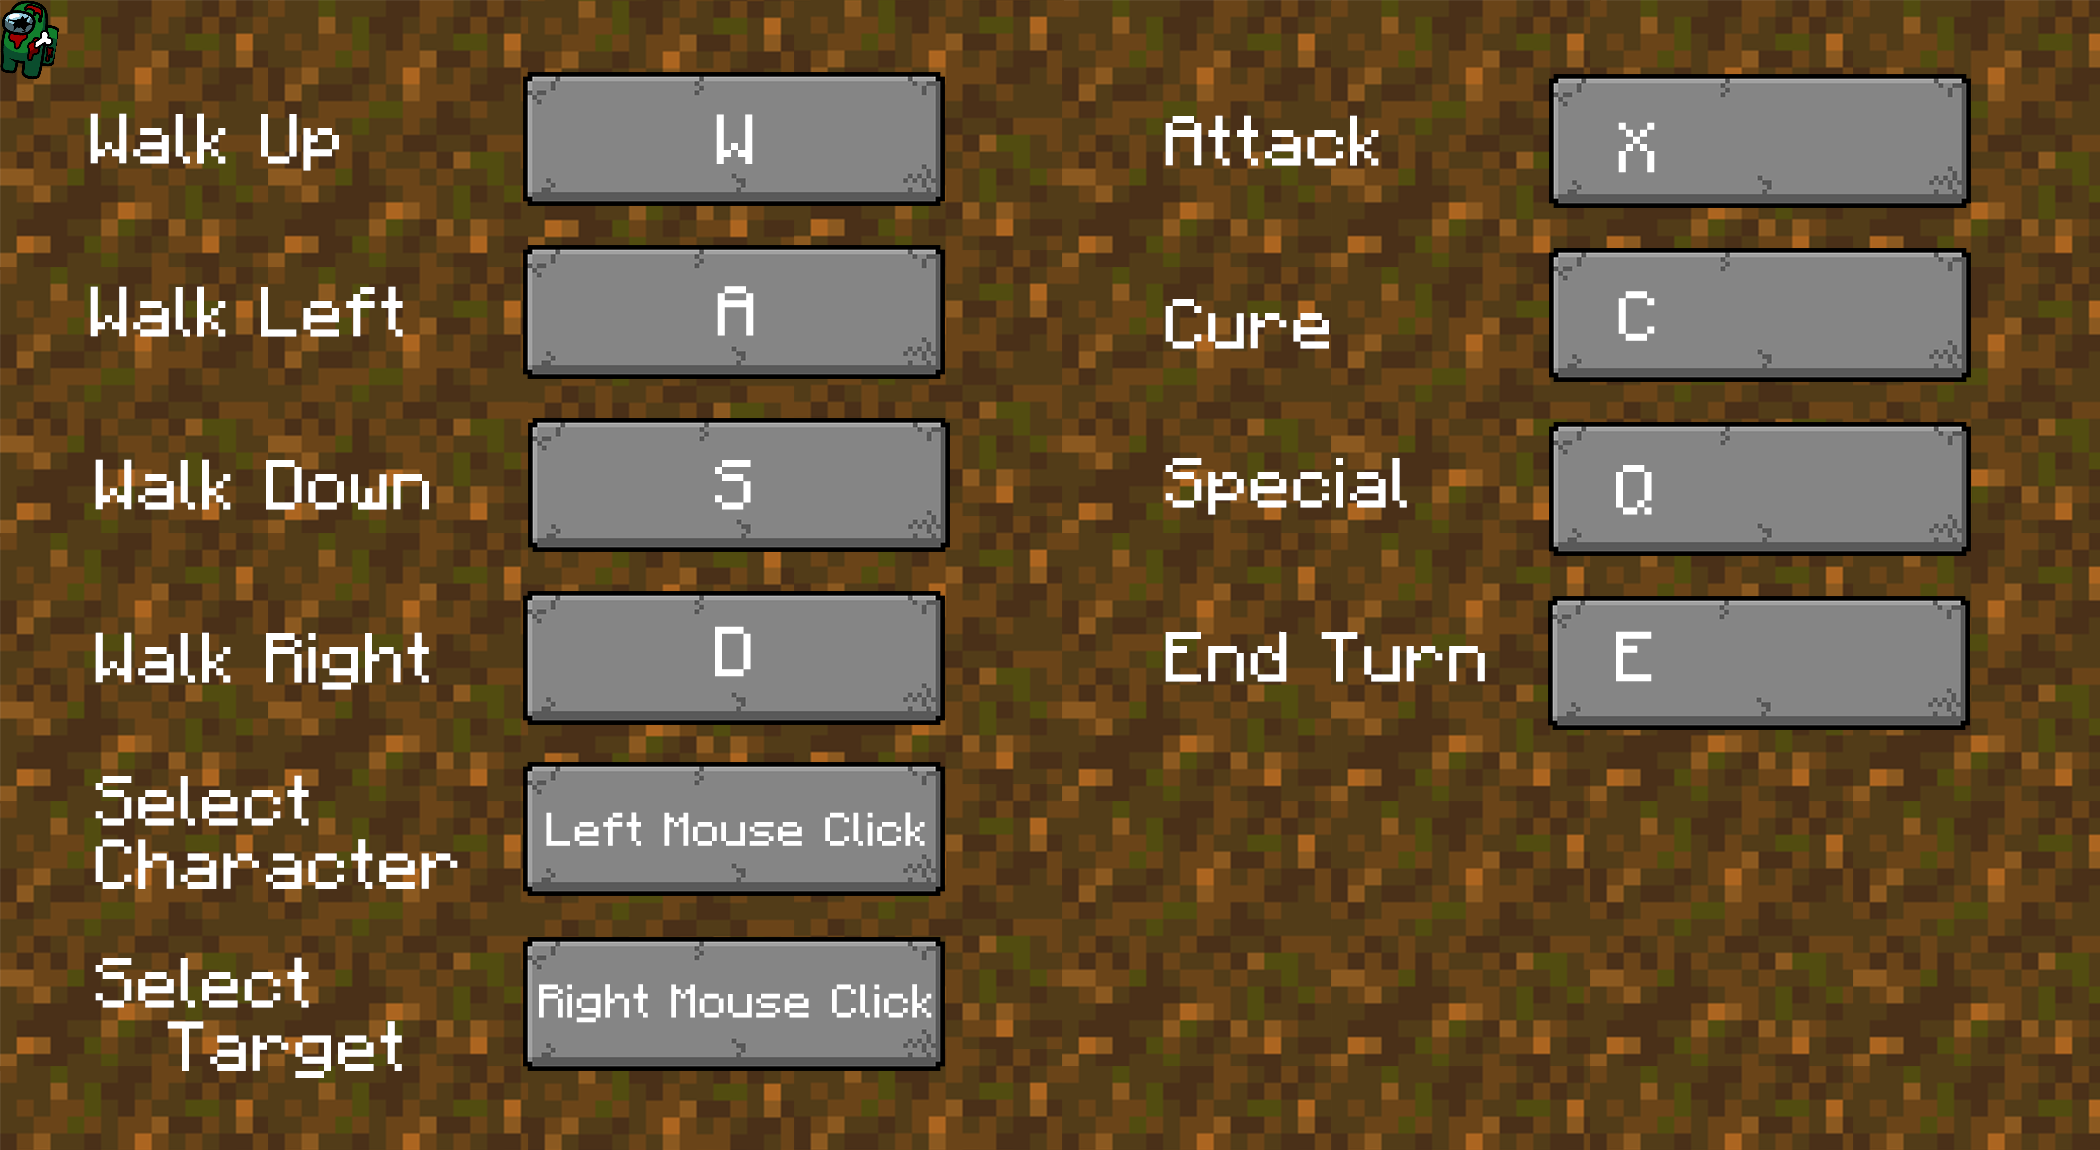 Walk Up
W
Walk Left
A
Walk Down
S
Walk Right
D
Select
Character
Left Mouse Click
Select
Target
Right Mouse Click
Attack
X
Cure
C
Special
Q
End Turn
E